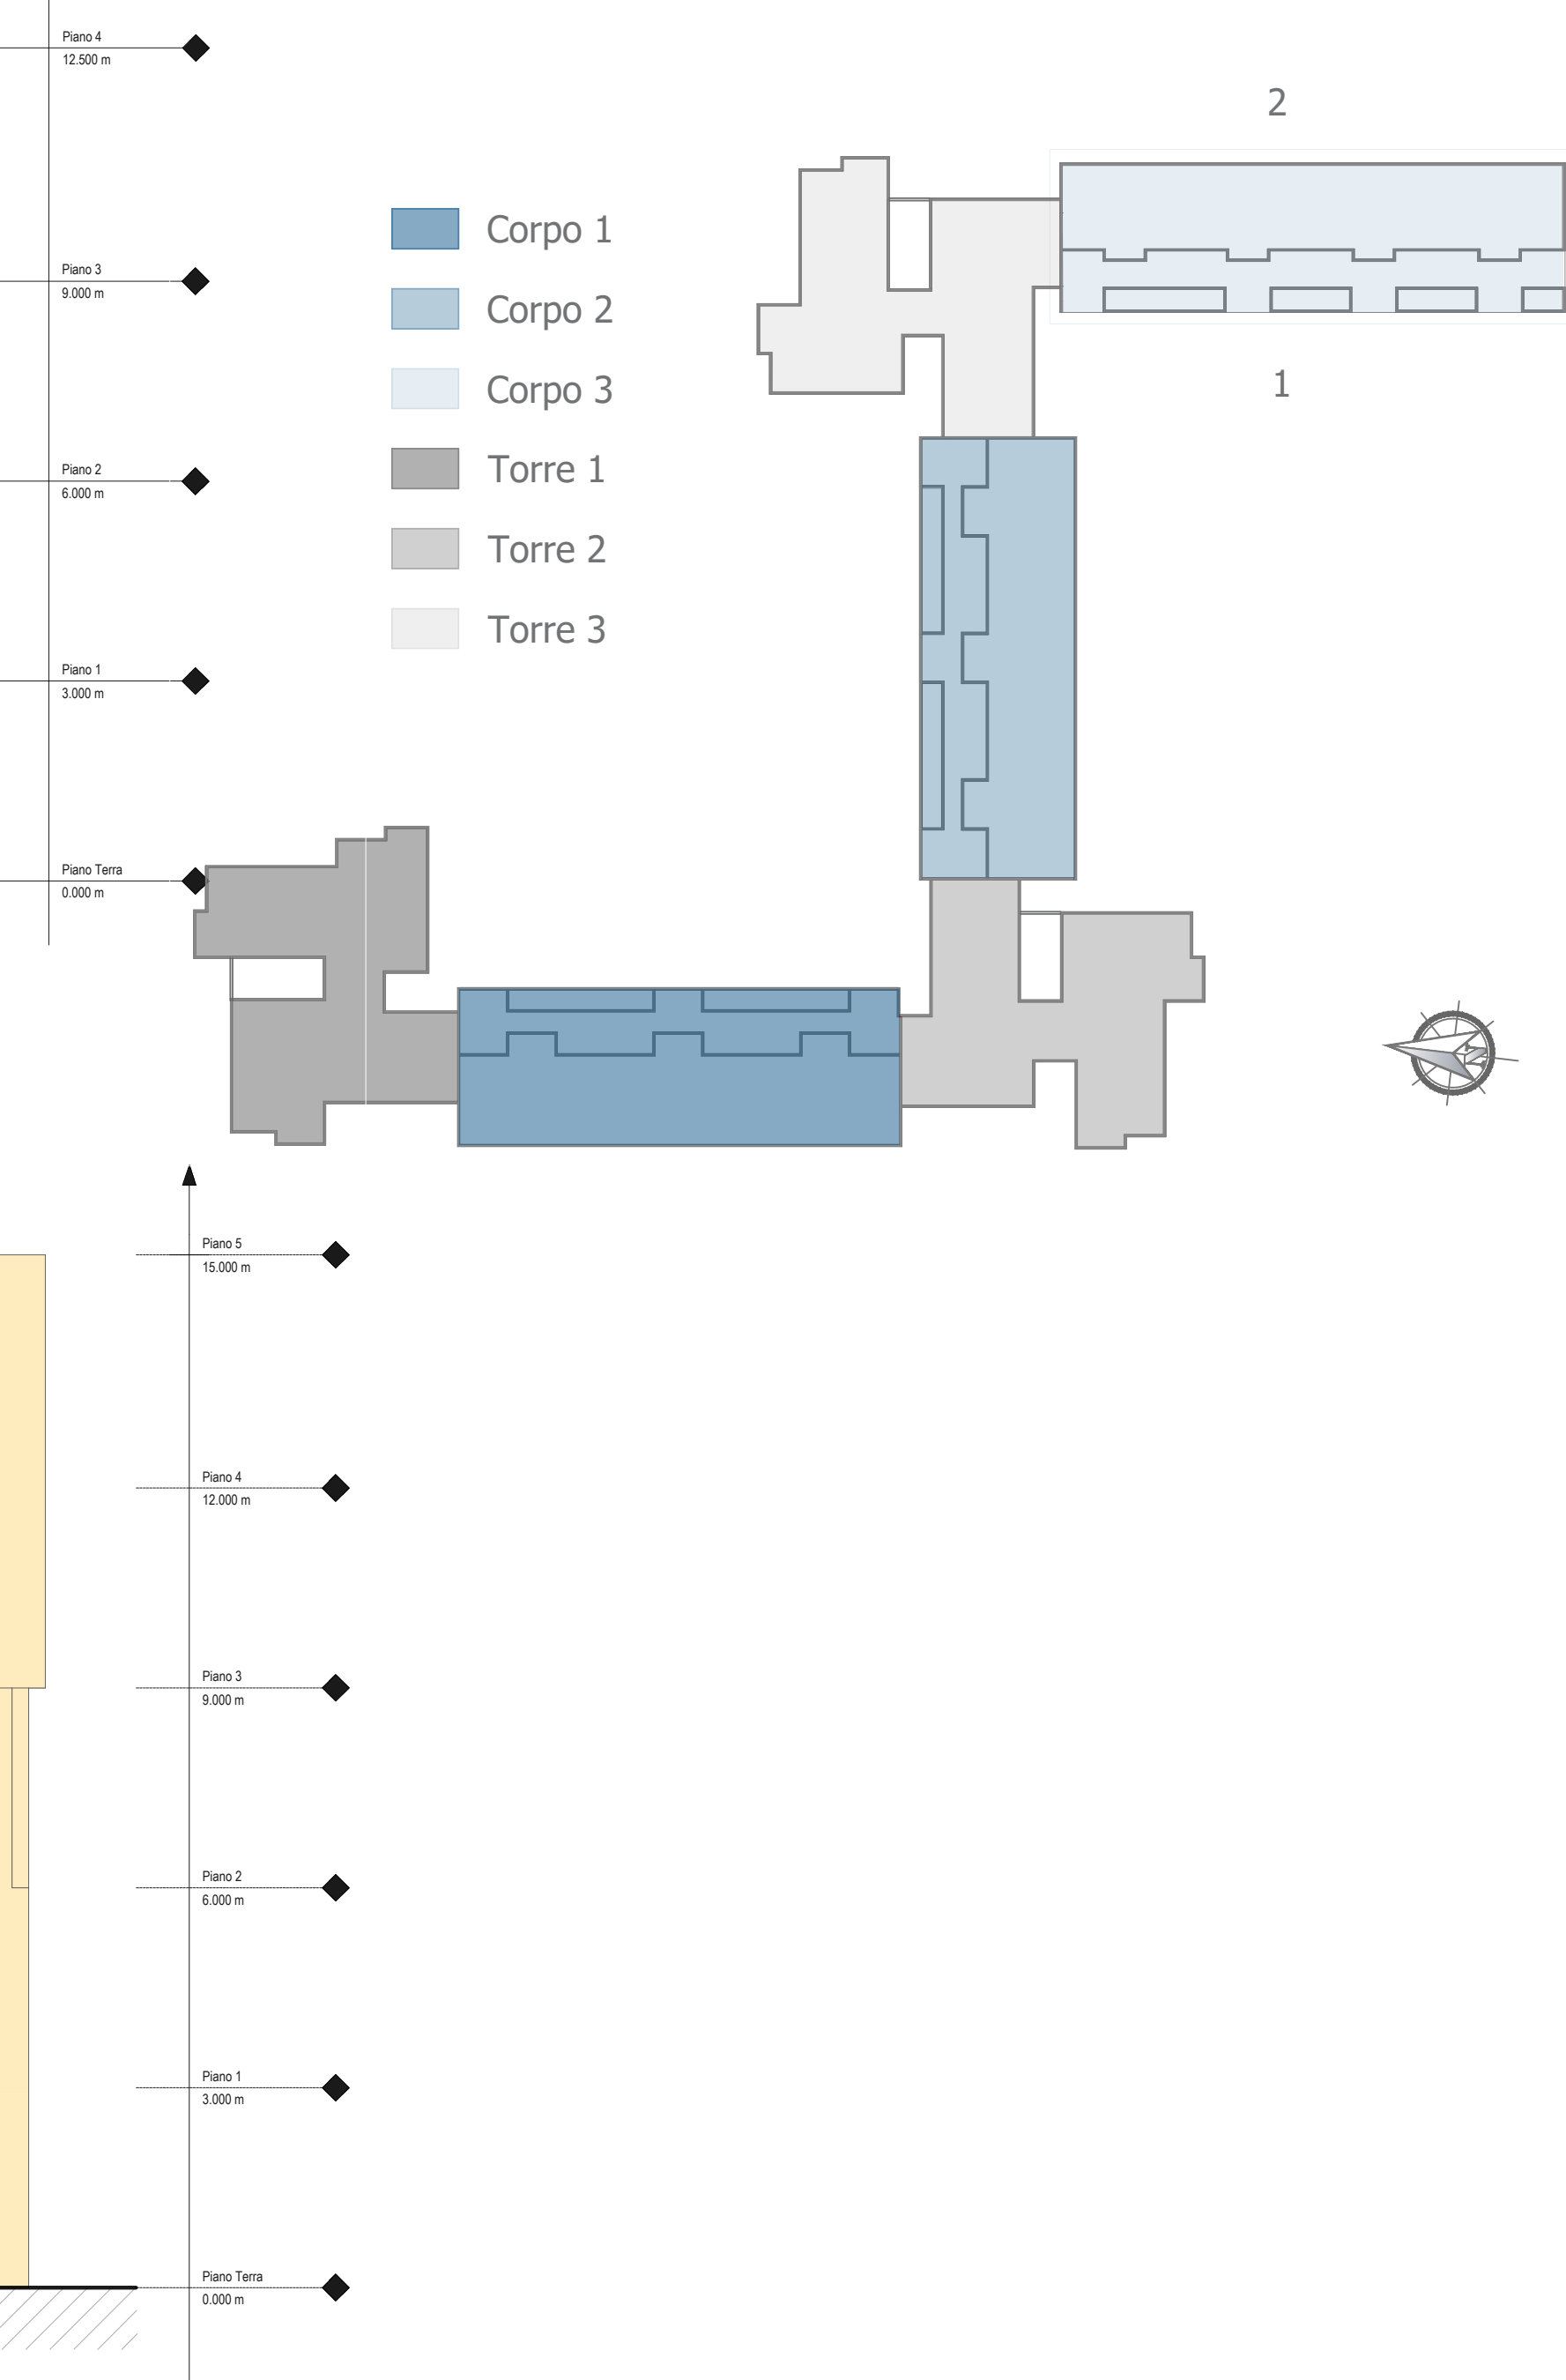 Piano 4
12.500 m
Piano 3
9.000 m
Piano 2
6.000 m
Piano 1
3.000 m
Piano Terra
0.000 m
Corpo 1
Corpo 2
Corpo 3
Torre 1
Torre 2
Torre 3
2
1
N
Piano 5
15.000 m
Piano 4
12.000 m
Piano 3
9.000 m
Piano 2
6.000 m
Piano 1
3.000 m
Piano Terra
0.000 m